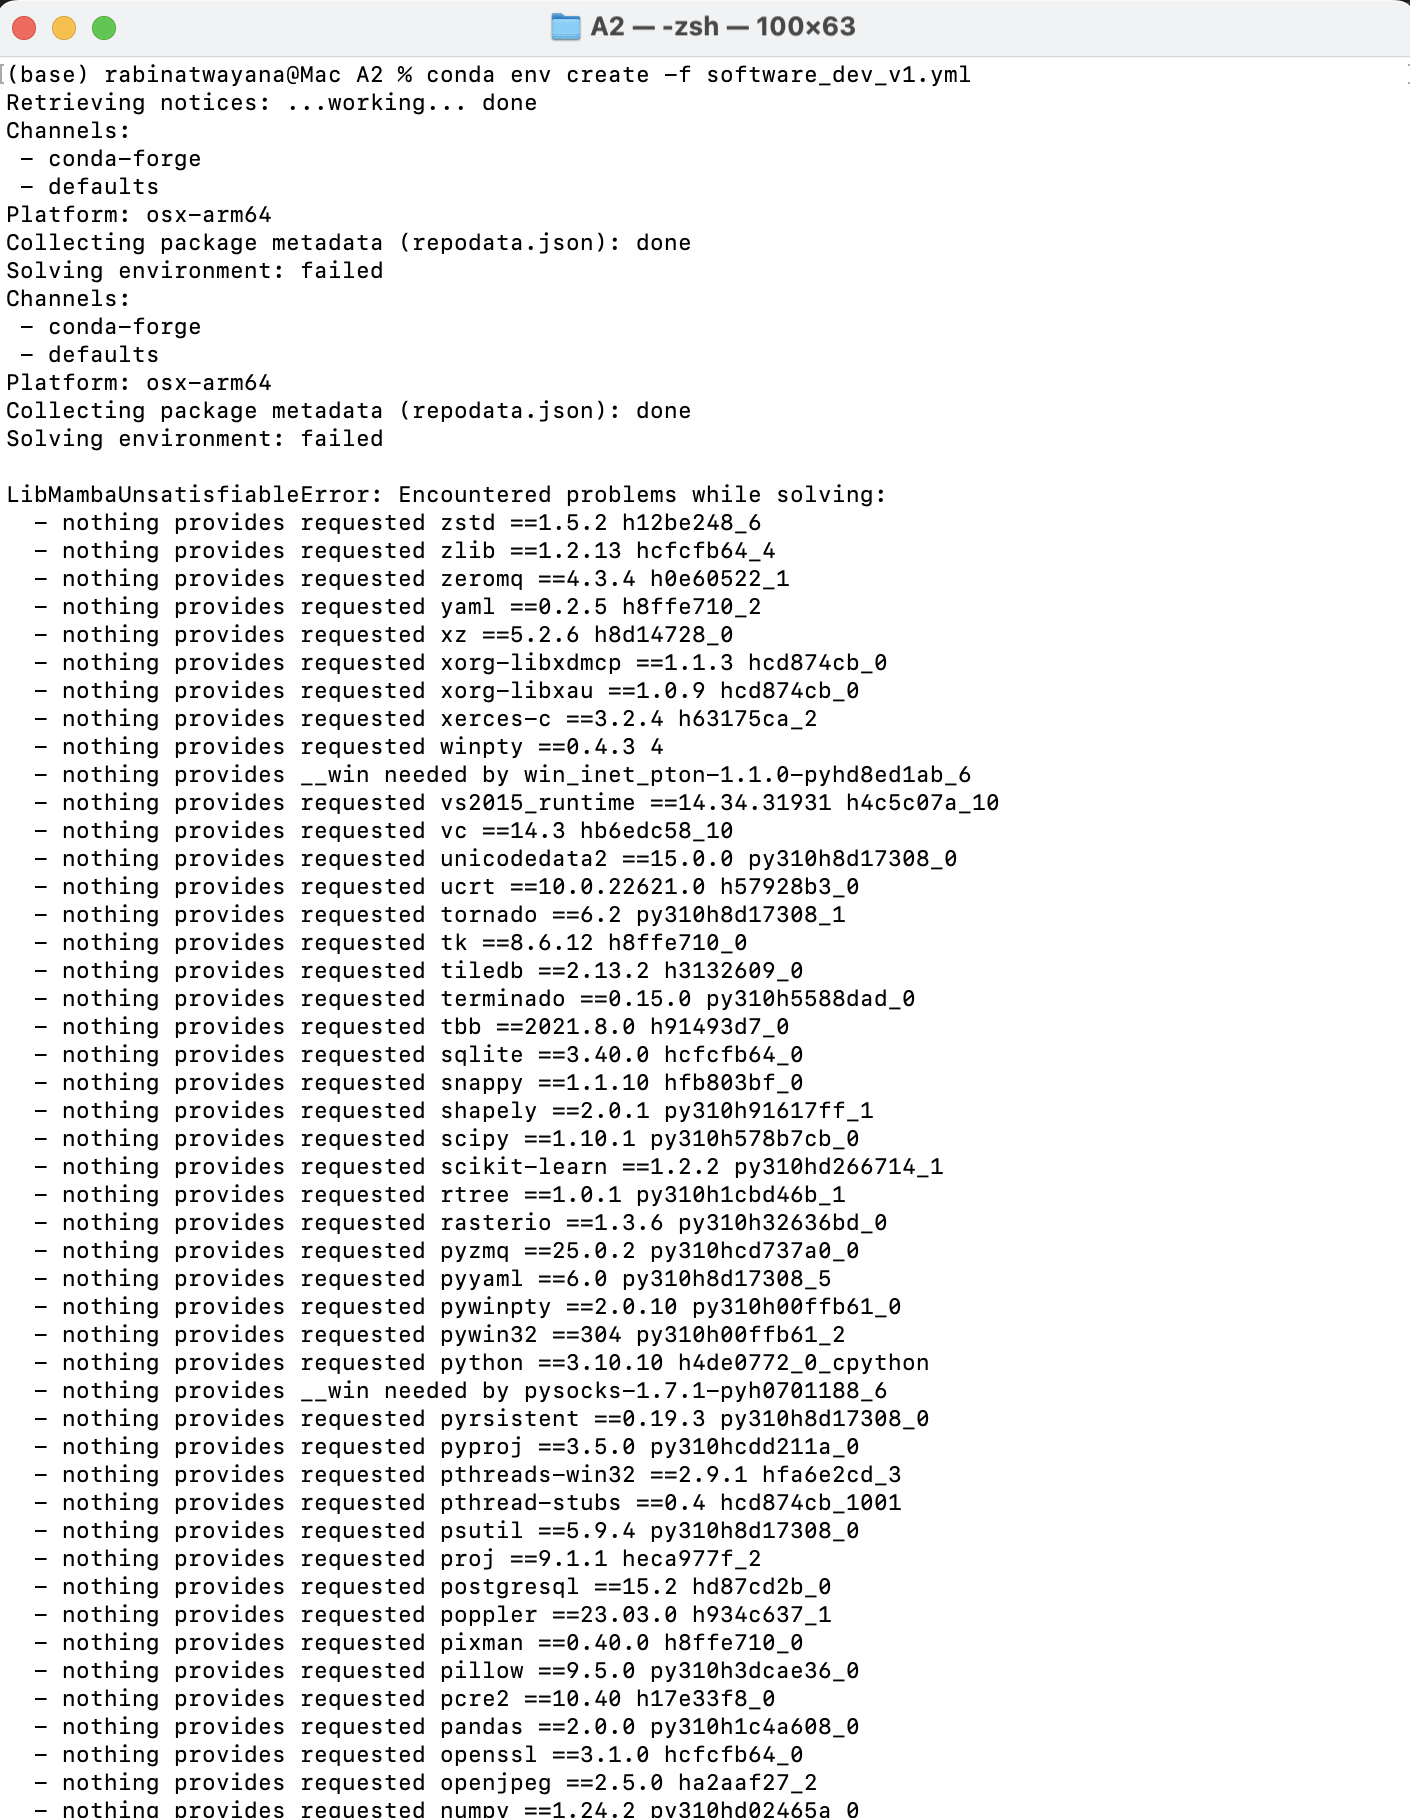 A2 — -zsh — 100×63
(base) rabinatwayana@Mac A2 % conda env create -f software_dev_v1.yml
Retrieving notices: ...working... done
Channels:
 - conda-forge
 - defaults
Platform: osx-arm64
Collecting package metadata (repodata.json): done
Solving environment: failed
Channels:
 - conda-forge
 - defaults
Platform: osx-arm64
Collecting package metadata (repodata.json): done
Solving environment: failed

LibMambaUnsatisfiableError: Encountered problems while solving:
  - nothing provides requested zstd ==1.5.2 h12be248_6
  - nothing provides requested zlib ==1.2.13 hcfcfb64_4
  - nothing provides requested zeromq ==4.3.4 h0e60522_1
  - nothing provides requested yaml ==0.2.5 h8ffe710_2
  - nothing provides requested xz ==5.2.6 h8d14728_0
  - nothing provides requested xorg-libxdmcp ==1.1.3 hcd874cb_0
  - nothing provides requested xorg-libxau ==1.0.9 hcd874cb_0
  - nothing provides requested xerces-c ==3.2.4 h63175ca_2
  - nothing provides requested winpty ==0.4.3 4
  - nothing provides __win needed by win_inet_pton-1.1.0-pyhd8ed1ab_6
  - nothing provides requested vs2015_runtime ==14.34.31931 h4c5c07a_10
  - nothing provides requested vc ==14.3 hb6edc58_10
  - nothing provides requested unicodedata2 ==15.0.0 py310h8d17308_0
  - nothing provides requested ucrt ==10.0.22621.0 h57928b3_0
  - nothing provides requested tornado ==6.2 py310h8d17308_1
  - nothing provides requested tk ==8.6.12 h8ffe710_0
  - nothing provides requested tiledb ==2.13.2 h3132609_0
  - nothing provides requested terminado ==0.15.0 py310h5588dad_0
  - nothing provides requested tbb ==2021.8.0 h91493d7_0
  - nothing provides requested sqlite ==3.40.0 hcfcfb64_0
  - nothing provides requested snappy ==1.1.10 hfb803bf_0
  - nothing provides requested shapely ==2.0.1 py310h91617ff_1
  - nothing provides requested scipy ==1.10.1 py310h578b7cb_0
  - nothing provides requested scikit-learn ==1.2.2 py310hd266714_1
  - nothing provides requested rtree ==1.0.1 py310h1cbd46b_1
  - nothing provides requested rasterio ==1.3.6 py310h32636bd_0
  - nothing provides requested pyzmq ==25.0.2 py310hcd737a0_0
  - nothing provides requested pyyaml ==6.0 py310h8d17308_5
  - nothing provides requested pywinpty ==2.0.10 py310h00ffb61_0
  - nothing provides requested pywin32 ==304 py310h00ffb61_2
  - nothing provides requested python ==3.10.10 h4de0772_0_cpython
  - nothing provides __win needed by pysocks-1.7.1-pyh0701188_6
  - nothing provides requested pyrsistent ==0.19.3 py310h8d17308_0
  - nothing provides requested pyproj ==3.5.0 py310hcdd211a_0
  - nothing provides requested pthreads-win32 ==2.9.1 hfa6e2cd_3
  - nothing provides requested pthread-stubs ==0.4 hcd874cb_1001
  - nothing provides requested psutil ==5.9.4 py310h8d17308_0
  - nothing provides requested proj ==9.1.1 heca977f_2
  - nothing provides requested postgresql ==15.2 hd87cd2b_0
  - nothing provides requested poppler ==23.03.0 h934c637_1
  - nothing provides requested pixman ==0.40.0 h8ffe710_0
  - nothing provides requested pillow ==9.5.0 py310h3dcae36_0
  - nothing provides requested pcre2 ==10.40 h17e33f8_0
  - nothing provides requested pandas ==2.0.0 py310h1c4a608_0
  - nothing provides requested openssl ==3.1.0 hcfcfb64_0
  - nothing provides requested openjpeg ==2.5.0 ha2aaf27_2
  - nothing provides requested numpy ==1.24.2 py310hd02465a_0